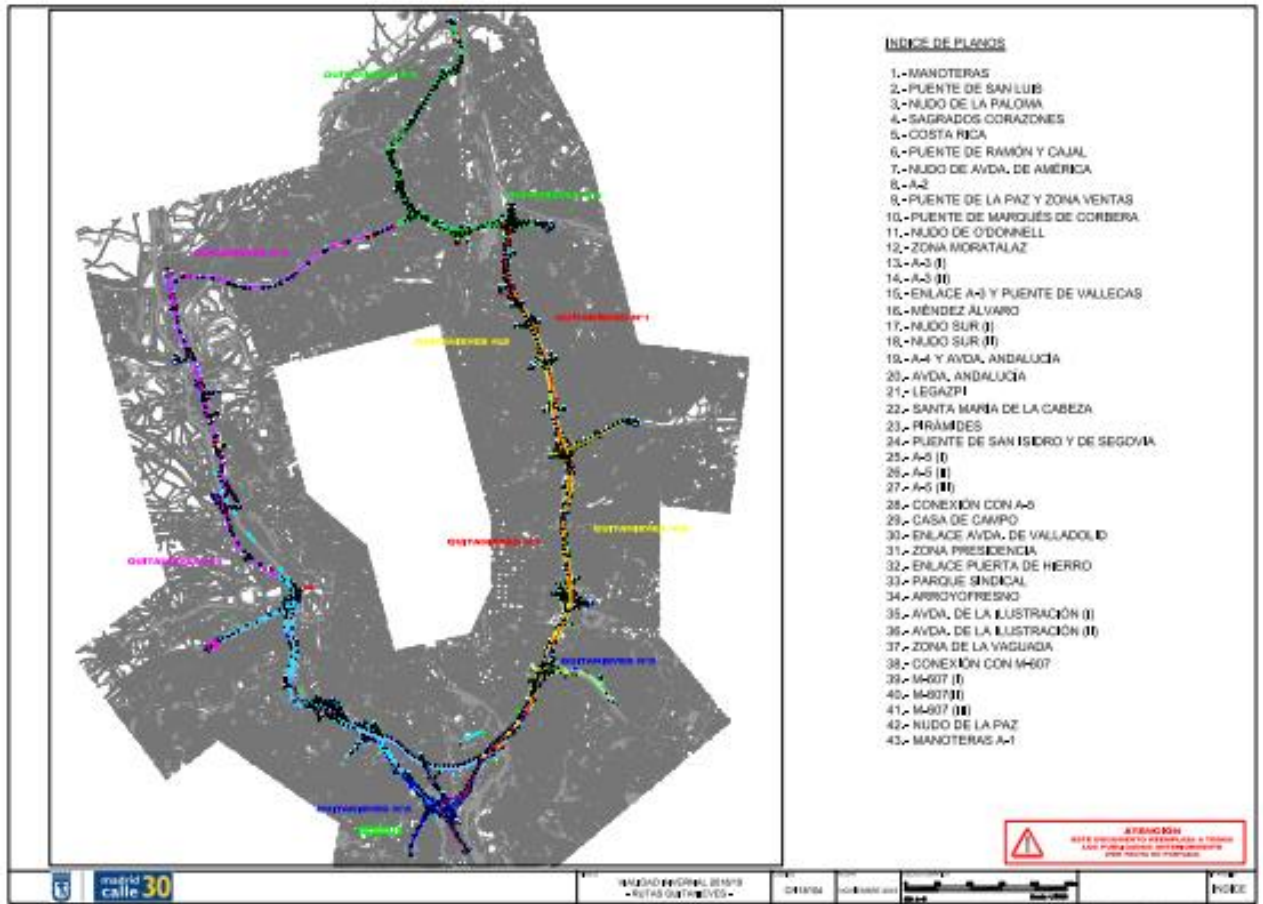 ÍNDICE DE PLANOS
1.- MANOTERAS
2.- PUENTE DE SAN LUIS
3.- NUDO DE LA PALOMA
4.- SAGRADOS CORAZONES
5.- COSTA RICA
6.- PUENTE DE RAMÓN Y CAJAL
7.- NUDO DE AVDA. DE AMÉRICA
8.- A-2
9.- PUENTE DE LA PAZ Y ZONA VENTAS
10.- PUENTE DE MARQUÉS DE CORBERA
11.- NUDO DE O'DONNELL
12.- ZONA MORATALAZ
13.- A-3 (I)
14.- A-3 (II)
15.- ENLACE A-3 Y PUENTE DE VALLECAS
16.- MÉNDEZ ÁLVARO
17.- NUDO SUR (I)
18.- NUDO SUR (II)
19.- A-4 Y AVDA. ANDALUCÍA
20.- AVDA. ANDALUCÍA
21.- LEGAZPI
22.- SANTA MARÍA DE LA CABEZA
23.- PIRÁMIDES
24.- PUENTE DE SAN ISIDRO Y DE SEGOVIA
25.- A-5 (I)
26.- A-5 (II)
27.- A-5 (III)
28.- CONEXIÓN CON A-5
29.- CASA DE CAMPO
30.- ENLACE AVDA. DE VALLADOLID
31.- ZONA PRESIDENCIA
32.- ENLACE PUERTA DE HIERRO
33.- PARQUE SINDICAL
34.- ARROYOFRESNO
35.- AVDA. DE LA ILUSTRACIÓN (I)
36.- AVDA. DE LA ILUSTRACIÓN (II)
37.- ZONA DE LA VAGUADA
38.- CONEXIÓN CON M-607
39.- M-607 (I)
40.- M-607(II)
41.- M-607 (III)
42.- NUDO DE LA PAZ
43.- MANOTERAS A-1
QUITANIEVES Nº1
ATENCIÓN
madrid
calle 30
VIALIDAD INVERNAL
- RUTAS QUITANIEVES -
ÍNDICE